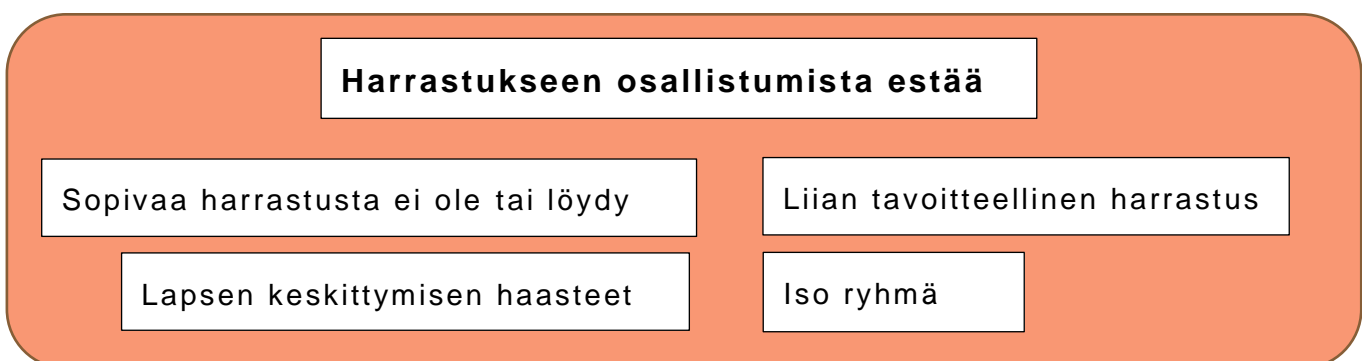 Harrastukseen osallistumista estää
Sopivaa harrastusta ei ole tai löydy
Liian tavoitteellinen harrastus
Lapsen keskittymisen haasteet
Iso ryhmä